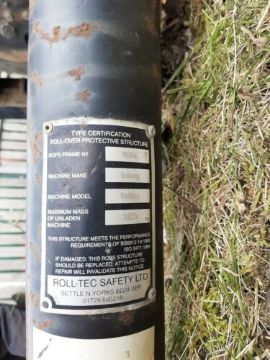 TYPE CERTIFICATION
ROLL-OVER PROTECTIVE STRUCTURE
ROPS FRAME No
MACHINE MAKE
MACHINE MODEL
MAXIMUM MASS
OF UNLADEN
MACHINE
THIS STRUCTURE MEETS THE PERFORMANCE
REQUIREMENTS OF
IF DAMAGED, THIS ROPS STRUCTURE
SHOULD BE REPLACED. ATTEMPTED
REPAIR WILL INVALIDATE THIS NOTICE
ROLL-TEC SAFETY LTD
SETTLE N.YORKS BD24